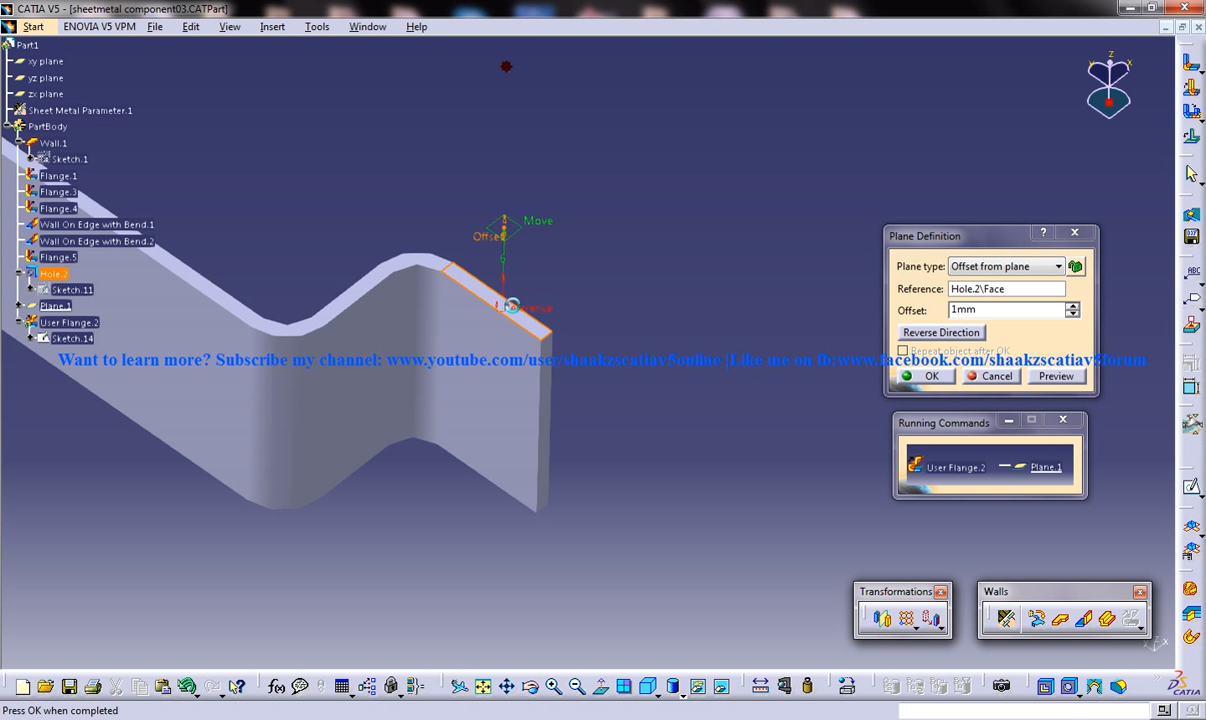 CATIA V5 - [sheetmetal component03.CATPart]
Start ENOVIA V5 VPM File Edit View Insert Tools Window Help
Part1
xy plane
yz plane
zx plane
Sheet Metal Parameter.1
PartBody
Wall.1
Sketch.1
Flange.1
Flange.3
Flange.4
Wall On Edge with Bend.1
Wall On Edge with Bend.2
Flange.5
Hole.2
Sketch.11
Plane.1
User Flange.2
Sketch.14
z
x
Move
Offset
Plane Definition
Plane type: Offset from plane
Reference: Hole.2\Face
Offset: 1mm
Reverse Direction
Repeat object after OK
OK Cancel Preview
Want to learn more? Subscribe my channel: www.youtube.com/user/shaakzscatiav5online |Like me on fb:www.facebook.com/shaakzscatiav5forum
Running Commands
User Flange.2 Plane.1
Transformations
Walls
f(x)
CATIA
Press OK when completed